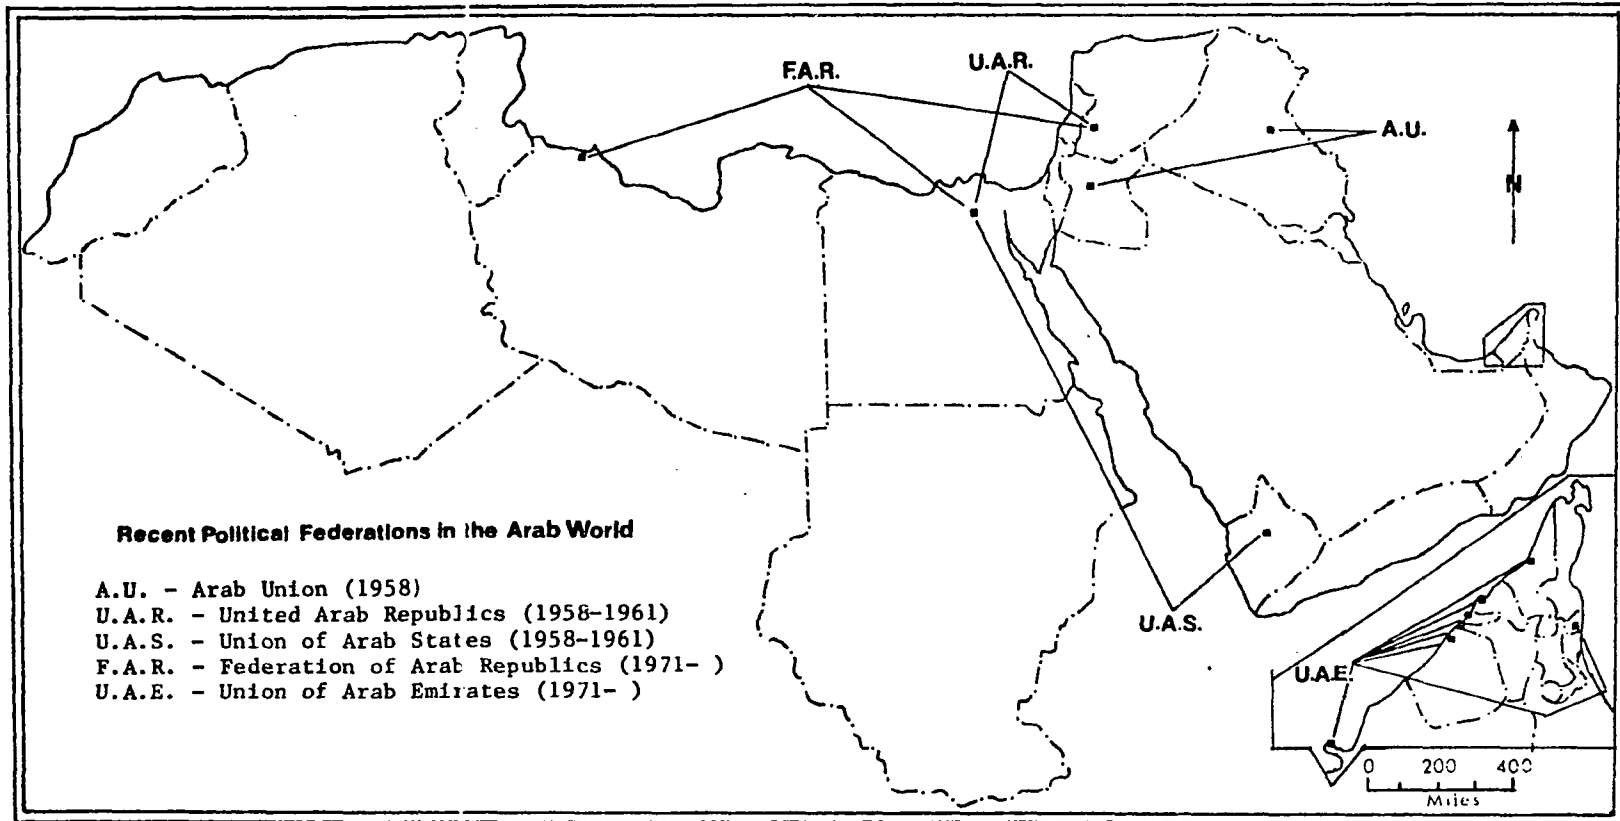 F.A.R.
U.A.R.
A.U.
N
Recent Political Federations in the Arab World
A.U. - Arab Union (1958)
U.A.R. - United Arab Republics (1958-1961)
U.A.S. - Union of Arab States (1958-1961)
F.A.R. - Federation of Arab Republics (1971- )
U.A.E. - Union of Arab Emirates (1971- )
U.A.S.
U.A.E.
0 200 400
Miles